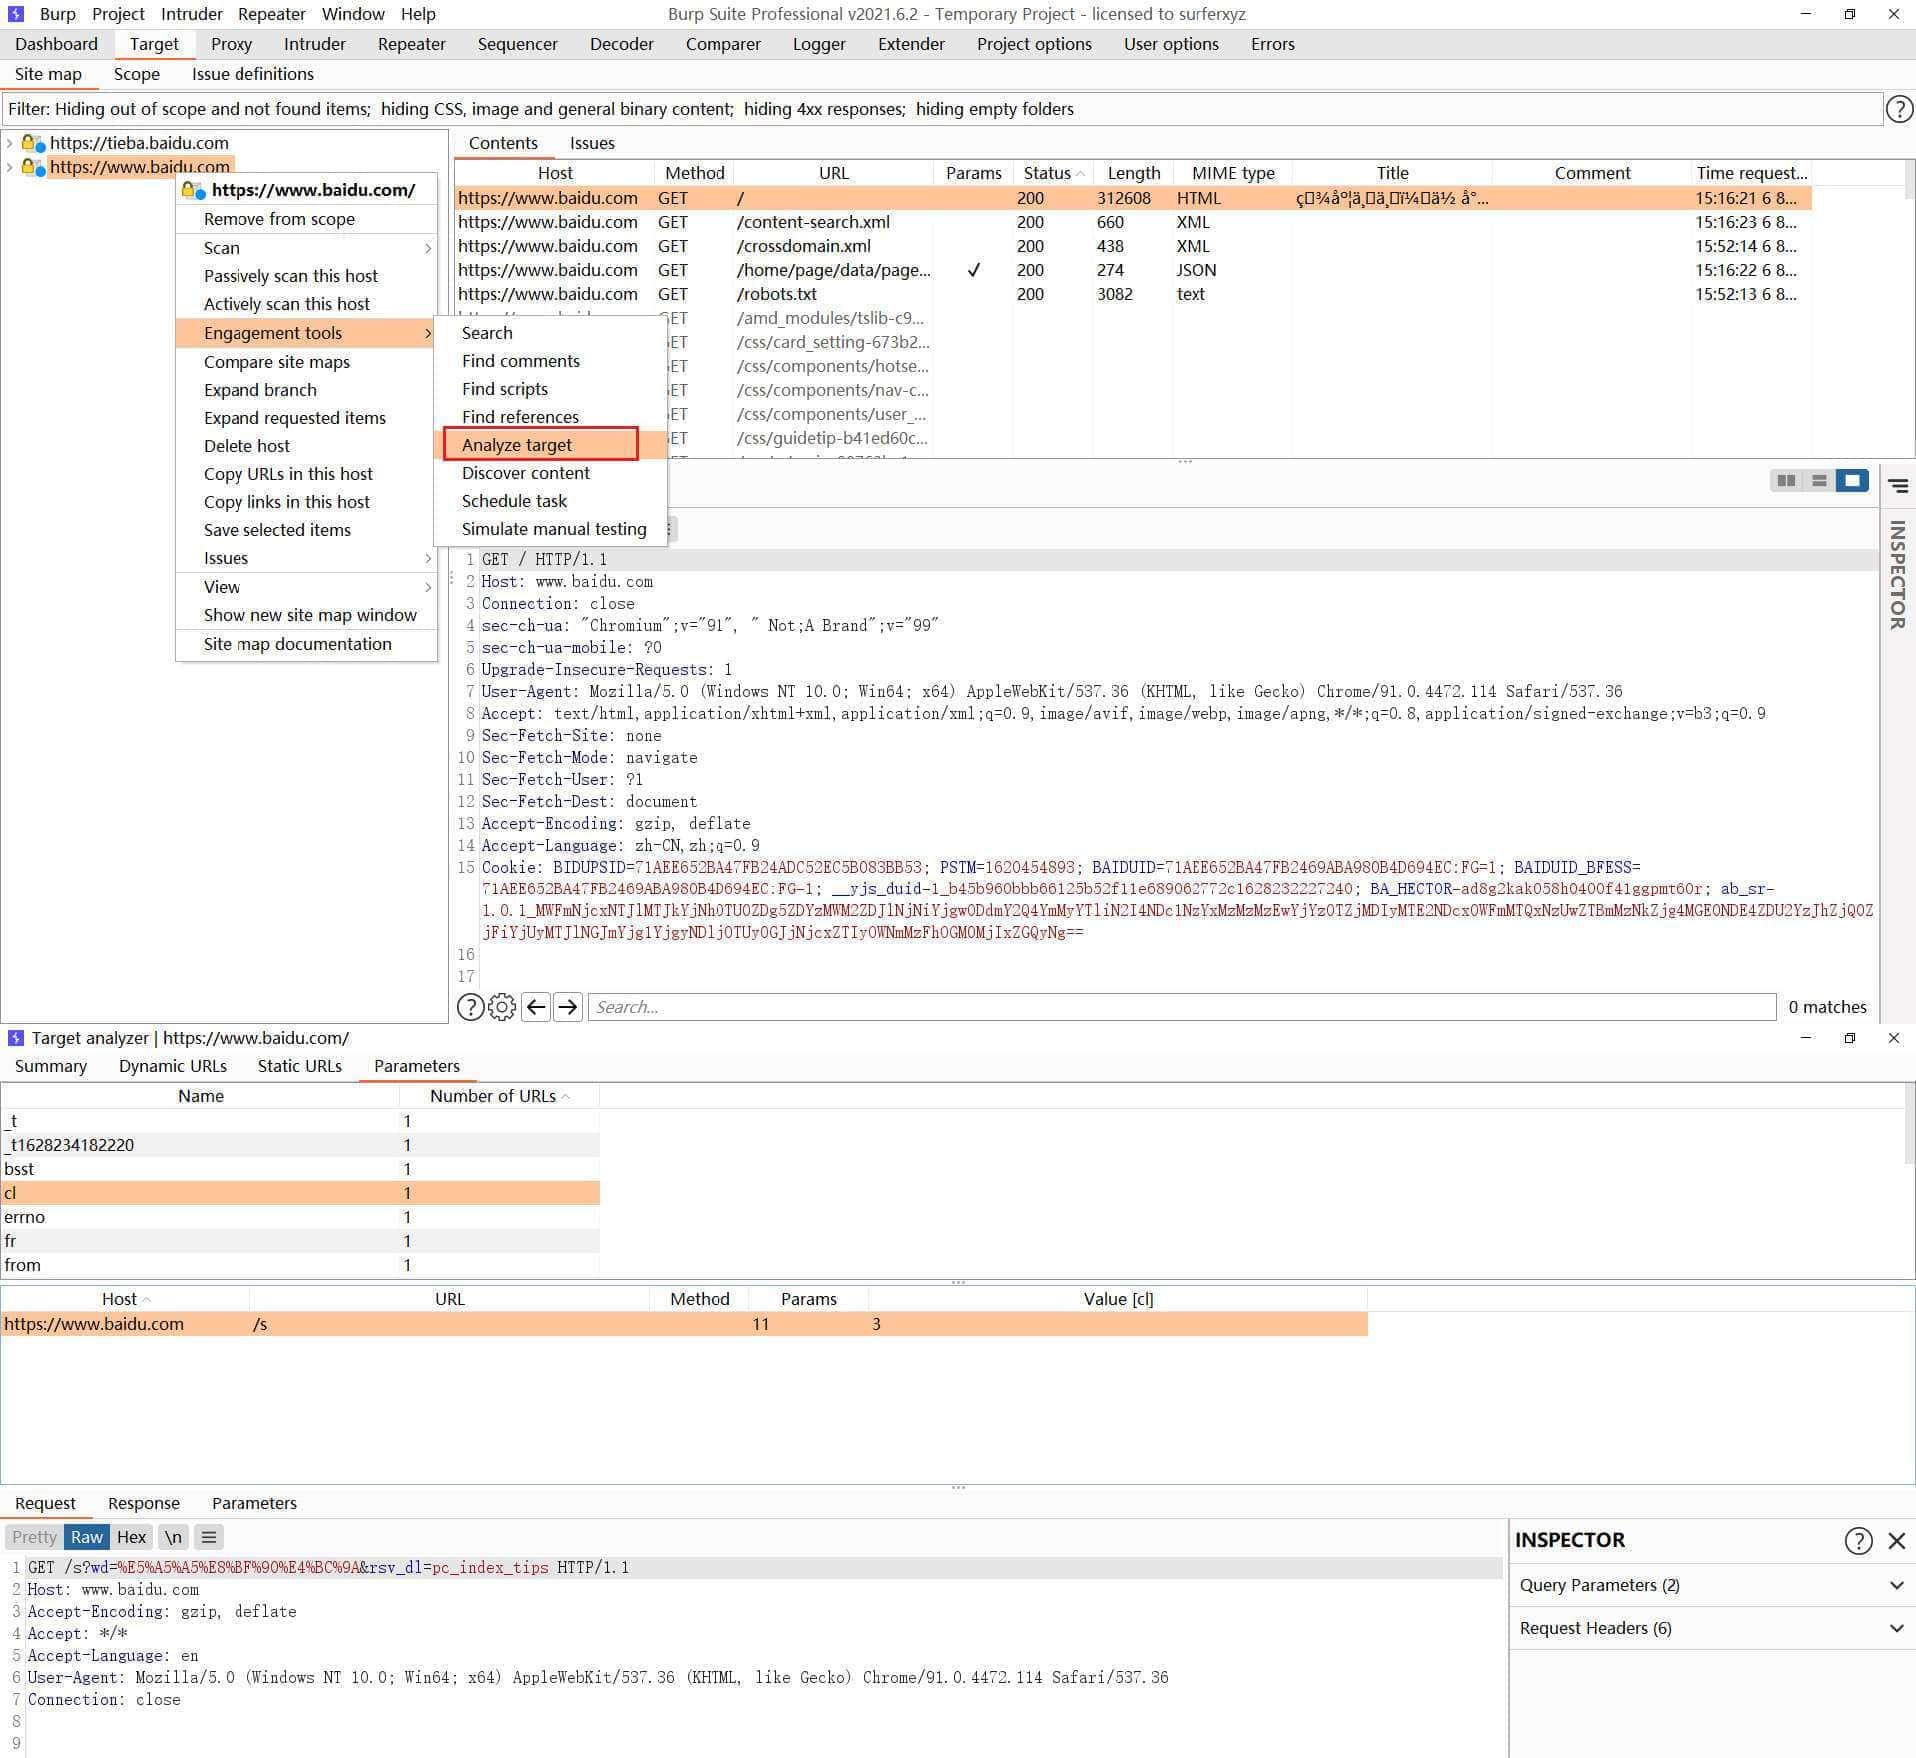 Burp Project Intruder Repeater Window Help Burp Suite Professional v2021.6.2 - Temporary Project - licensed to surferxyz
Dashboard Target Proxy Intruder Repeater Sequencer Decoder Comparer Logger Extender Project options User options Errors
Site map Scope Issue definitions
Filter: Hiding out of scope and not found items; hiding CSS, image and general binary content; hiding 4xx responses; hiding empty folders
https://tieba.baidu.com
https://www.baidu.com
https://www.baidu.com/
Remove from scope
Scan
Passively scan this host
Actively scan this host
Engagement tools
Compare site maps
Expand branch
Expand requested items
Delete host
Copy URLs in this host
Copy links in this host
Save selected items
Issues
View
Show new site map window
Site map documentation
Search
Find comments
Find scripts
Find references
Analyze target
Discover content
Schedule task
Simulate manual testing
Contents Issues
Host Method URL Params Status Length MIME type Title Comment Time request...
https://www.baidu.com GET / 200 312608 HTML 15:16:21 6 8...
https://www.baidu.com GET /content-search.xml 200 660 XML 15:16:23 6 8...
https://www.baidu.com GET /crossdomain.xml 200 438 XML 15:52:14 6 8...
https://www.baidu.com GET /home/page/data/page... ✓ 200 274 JSON 15:16:22 6 8...
https://www.baidu.com GET /robots.txt 200 3082 text 15:52:13 6 8...
GET /amd_modules/tslib-c9...
ET /css/card_setting-673b2...
ET /css/components/hotse...
ET /css/components/nav-c...
ET /css/components/user_...
ET /css/guidetip-b41ed60c...
INSPECTOR
1 GET / HTTP/1.1
2 Host: www.baidu.com
3 Connection: close
4 sec-ch-ua: "Chromium";v="91", " Not;A Brand";v="99"
5 sec-ch-ua-mobile: ?0
6 Upgrade-Insecure-Requests: 1
7 User-Agent: Mozilla/5.0 (Windows NT 10.0; Win64; x64) AppleWebKit/537.36 (KHTML, like Gecko) Chrome/91.0.4472.114 Safari/537.36
8 Accept: text/html,application/xhtml+xml,application/xml;q=0.9,image/avif,image/webp,image/apng,*/*;q=0.8,application/signed-exchange;v=b3;q=0.9
9 Sec-Fetch-Site: none
10 Sec-Fetch-Mode: navigate
11 Sec-Fetch-User: ?1
12 Sec-Fetch-Dest: document
13 Accept-Encoding: gzip, deflate
14 Accept-Language: zh-CN,zh;q=0.9
15 Cookie: BIDUPSID=71AEE652BA47FB24ADC52EC5B083BB53; PSTM=1620454893; BAIDUID=71AEE652BA47FB2469ABA980B4D694EC:FG=1; BAIDUID_BFESS=
71AEE652BA47FB2469ABA980B4D694EC:FG=1; __yjs_duid=1_b45b960bbb66125b52f11e689062772c1628232227240; BA_HECTOR=ad8g2kak058h0400f41ggpmt60r; ab_sr=
16
17
Search... 0 matches
Target analyzer | https://www.baidu.com/
Summary Dynamic URLs Static URLs Parameters
Name Number of URLs
_t 1
_t1628234182220 1
bsst 1
cl 1
errno 1
fr 1
from 1
Host URL Method Params Value [cl]
https://www.baidu.com /s 11 3
Request Response Parameters
Pretty Raw Hex \n
1 GET /s?wd=%E5%A5%A5%E8%BF%90%E4%BC%9A&rsv_dl=pc_index_tips HTTP/1.1
2 Host: www.baidu.com
3 Accept-Encoding: gzip, deflate
4 Accept: */*
5 Accept-Language: en
6 User-Agent: Mozilla/5.0 (Windows NT 10.0; Win64; x64) AppleWebKit/537.36 (KHTML, like Gecko) Chrome/91.0.4472.114 Safari/537.36
7 Connection: close
8
9
INSPECTOR
Query Parameters (2)
Request Headers (6)